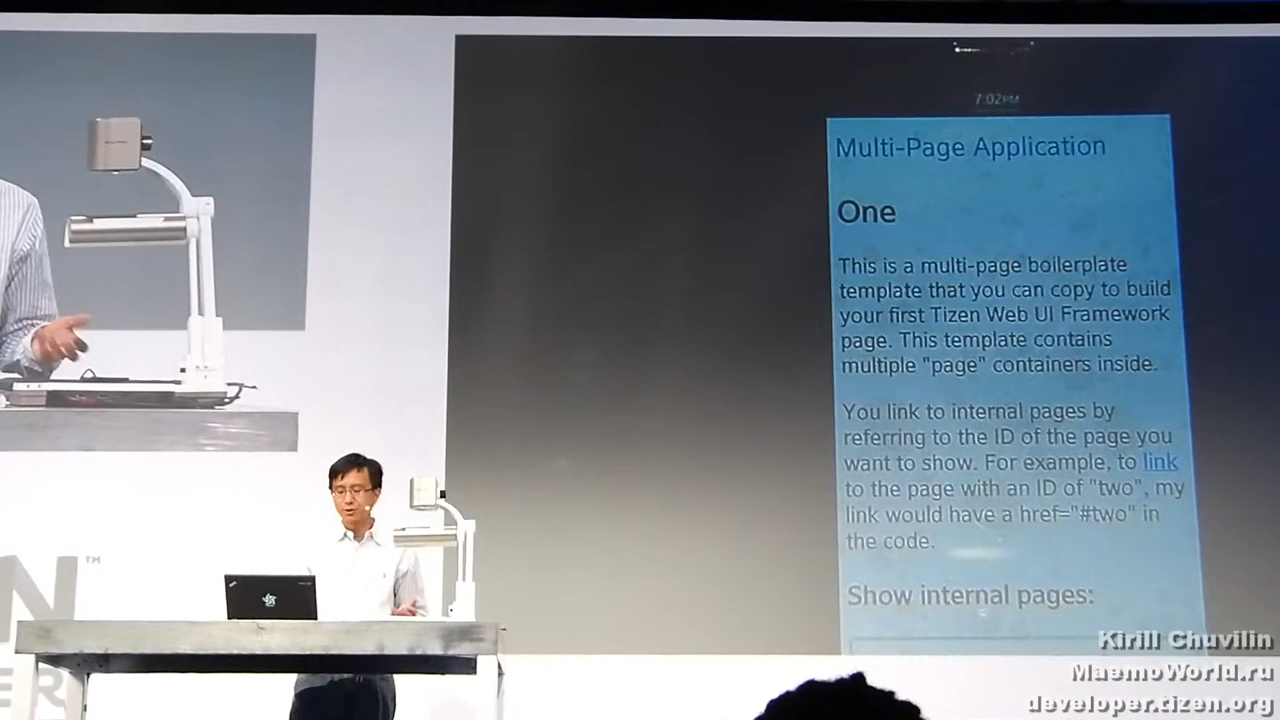 7:02PM
Multi-Page Application
One
This is a multi-page boilerplate
template that you can copy to build
your first Tizen Web UI Framework
page. This template contains
multiple "page" containers inside.
You link to internal pages by
referring to the ID of the page you
want to show. For example, to link
to the page with an ID of "two", my
link would have a href="#two" in
the code.
Show internal pages:
N™
ER
Kirill Chuvilin
MaemoWorld.ru
developer.tizen.org